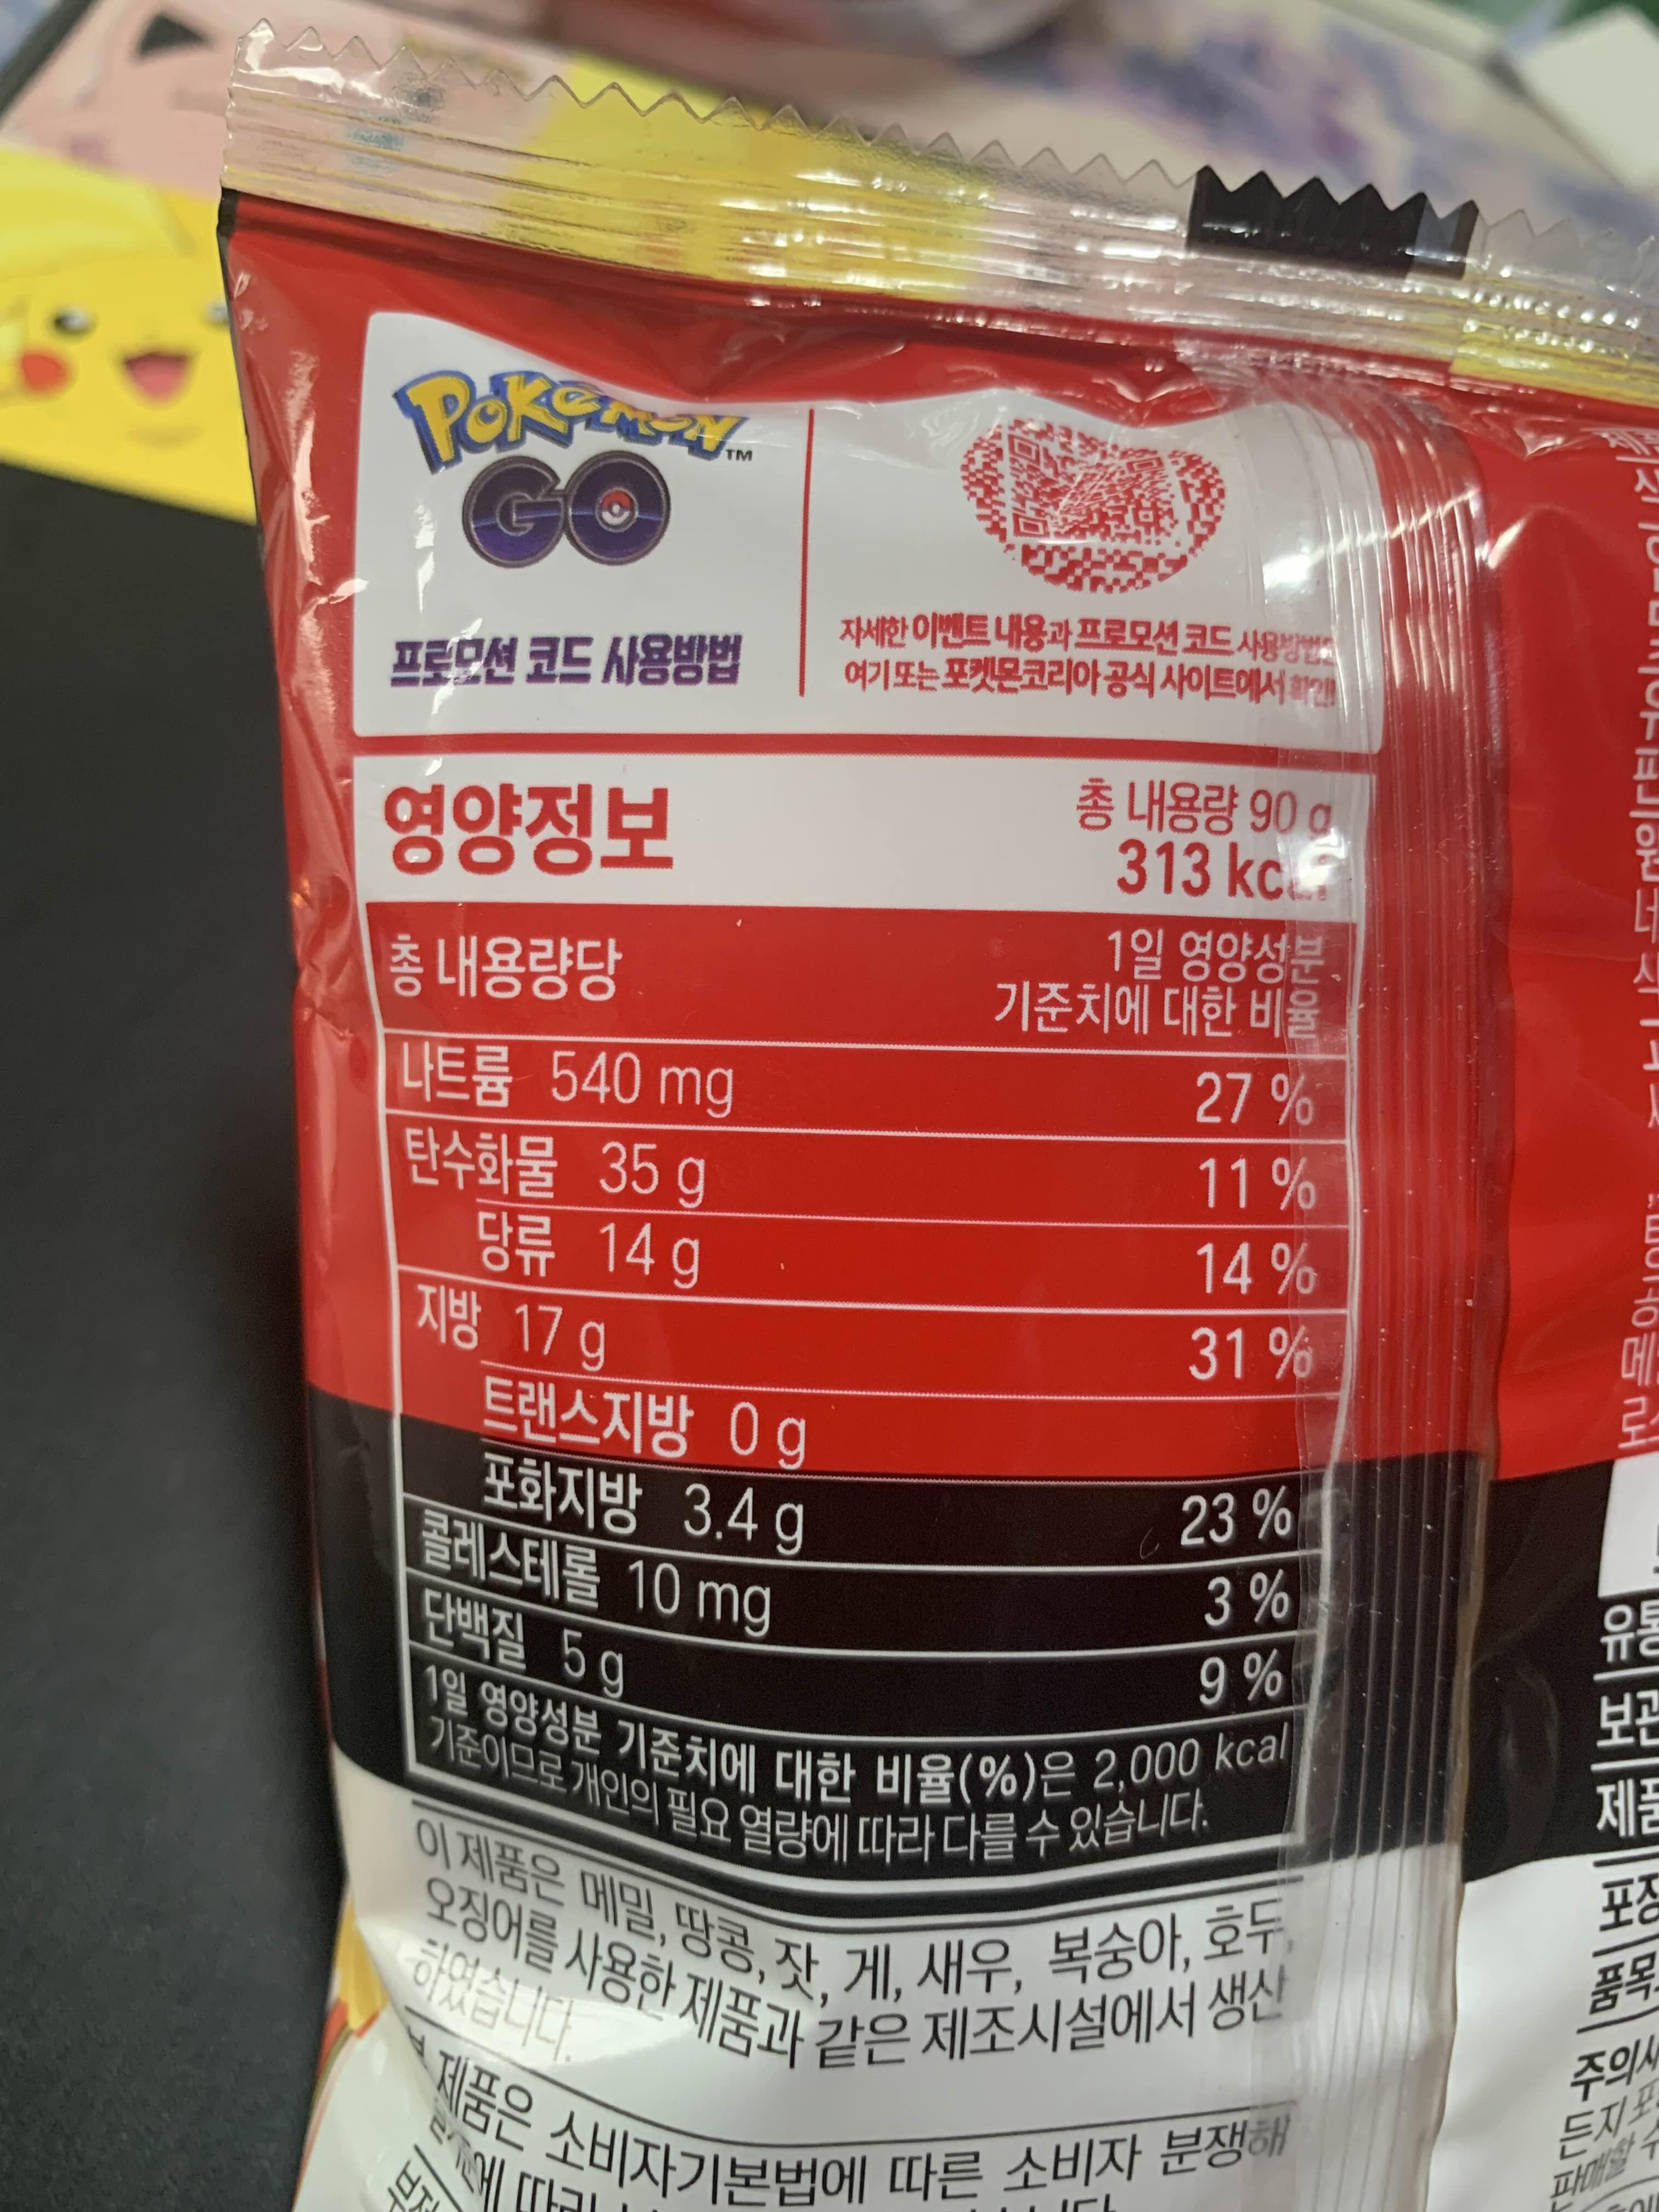 POKÉMON
TM
GO
프로모션 코드 사용방법
자세한 이벤트 내용과 프로모션 코드 사용방법은
여기 또는 포켓몬코리아 공식 사이트에서 확인!
영양정보
총 내용량 90 g
313 kcal
총 내용량당
1일 영양성분
기준치에 대한 비율
나트륨 540 mg 27 %
탄수화물 35 g 11 %
당류 14 g 14 %
지방 17 g 31 %
트랜스지방 0 g
포화지방 3.4 g 23 %
콜레스테롤 10 mg 3 %
단백질 5 g 9 %
1일 영양성분 기준치에 대한 비율(%)은 2,000 kcal
기준이므로 개인의 필요 열량에 따라 다를 수 있습니다.
이 제품은 메밀, 땅콩, 잣, 게, 새우, 복숭아, 호두,
오징어를 사용한 제품과 같은 제조시설에서 생산
하였습니다.
제품은 소비자기본법에 따른 소비자 분쟁해
유통
보관
제품
포장
품목